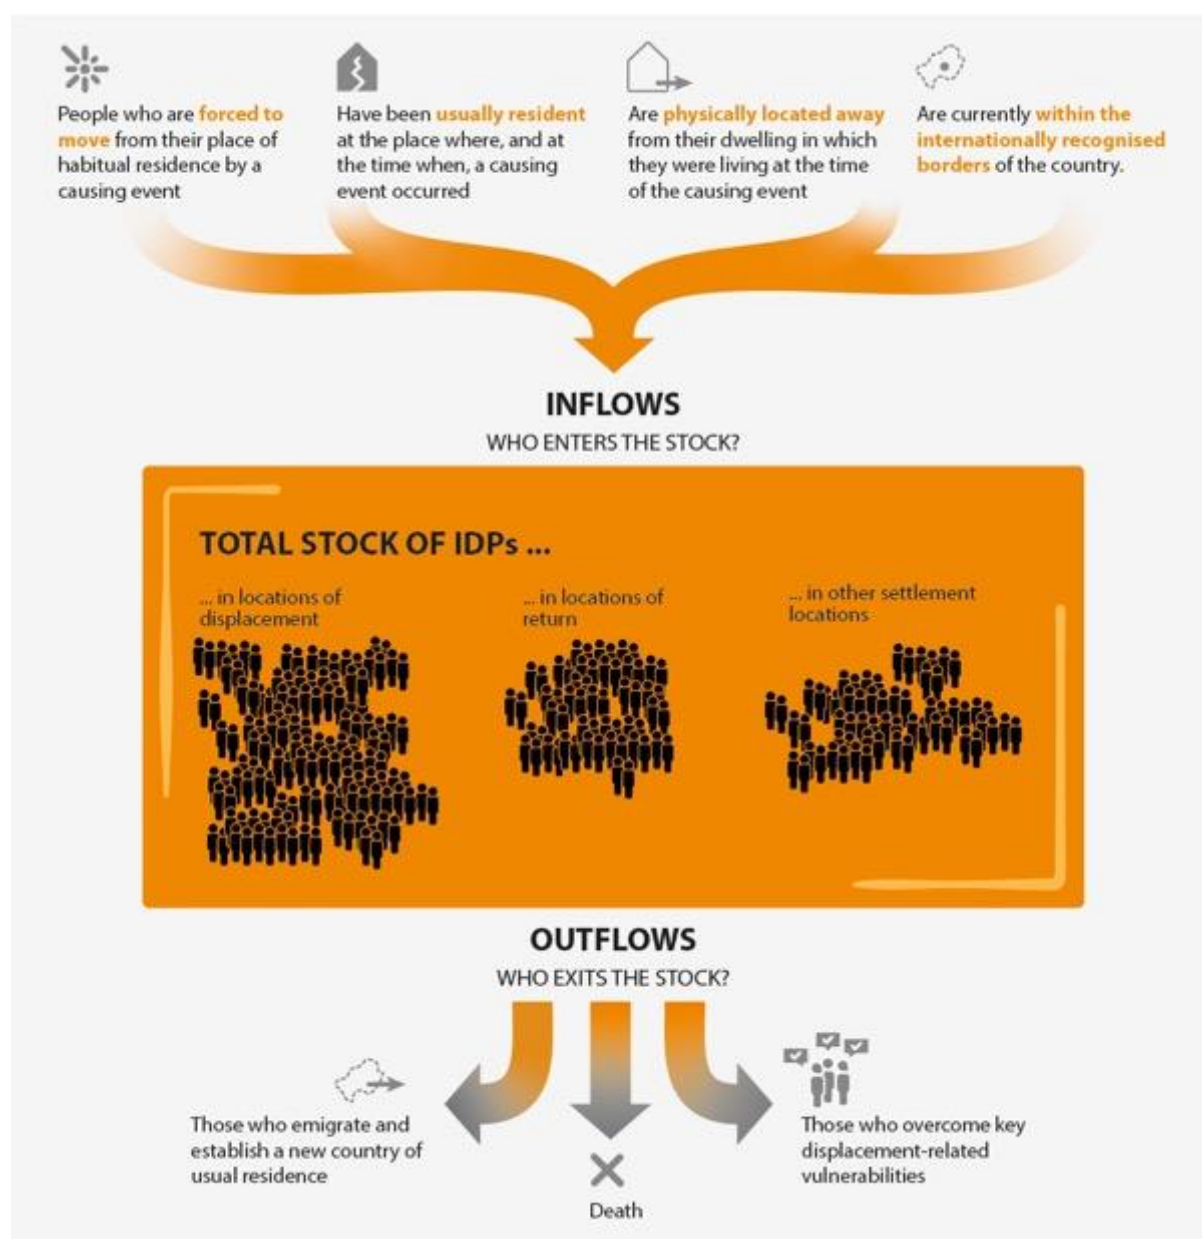 People who are forced to
move from their place of
habitual residence by a
causing event
Have been usually resident
at the place where, and at
the time when, a causing
event occurred
Are physically located away
from their dwelling in which
they were living at the time
of the causing event
Are currently within the
internationally recognised
borders of the country.
INFLOWS
WHO ENTERS THE STOCK?
TOTAL STOCK OF IDPs ...
... in locations of
displacement
... in locations of
return
... in other settlement
locations
OUTFLOWS
WHO EXITS THE STOCK?
Those who emigrate and
establish a new country of
usual residence
Death
Those who overcome key
displacement-related
vulnerabilities